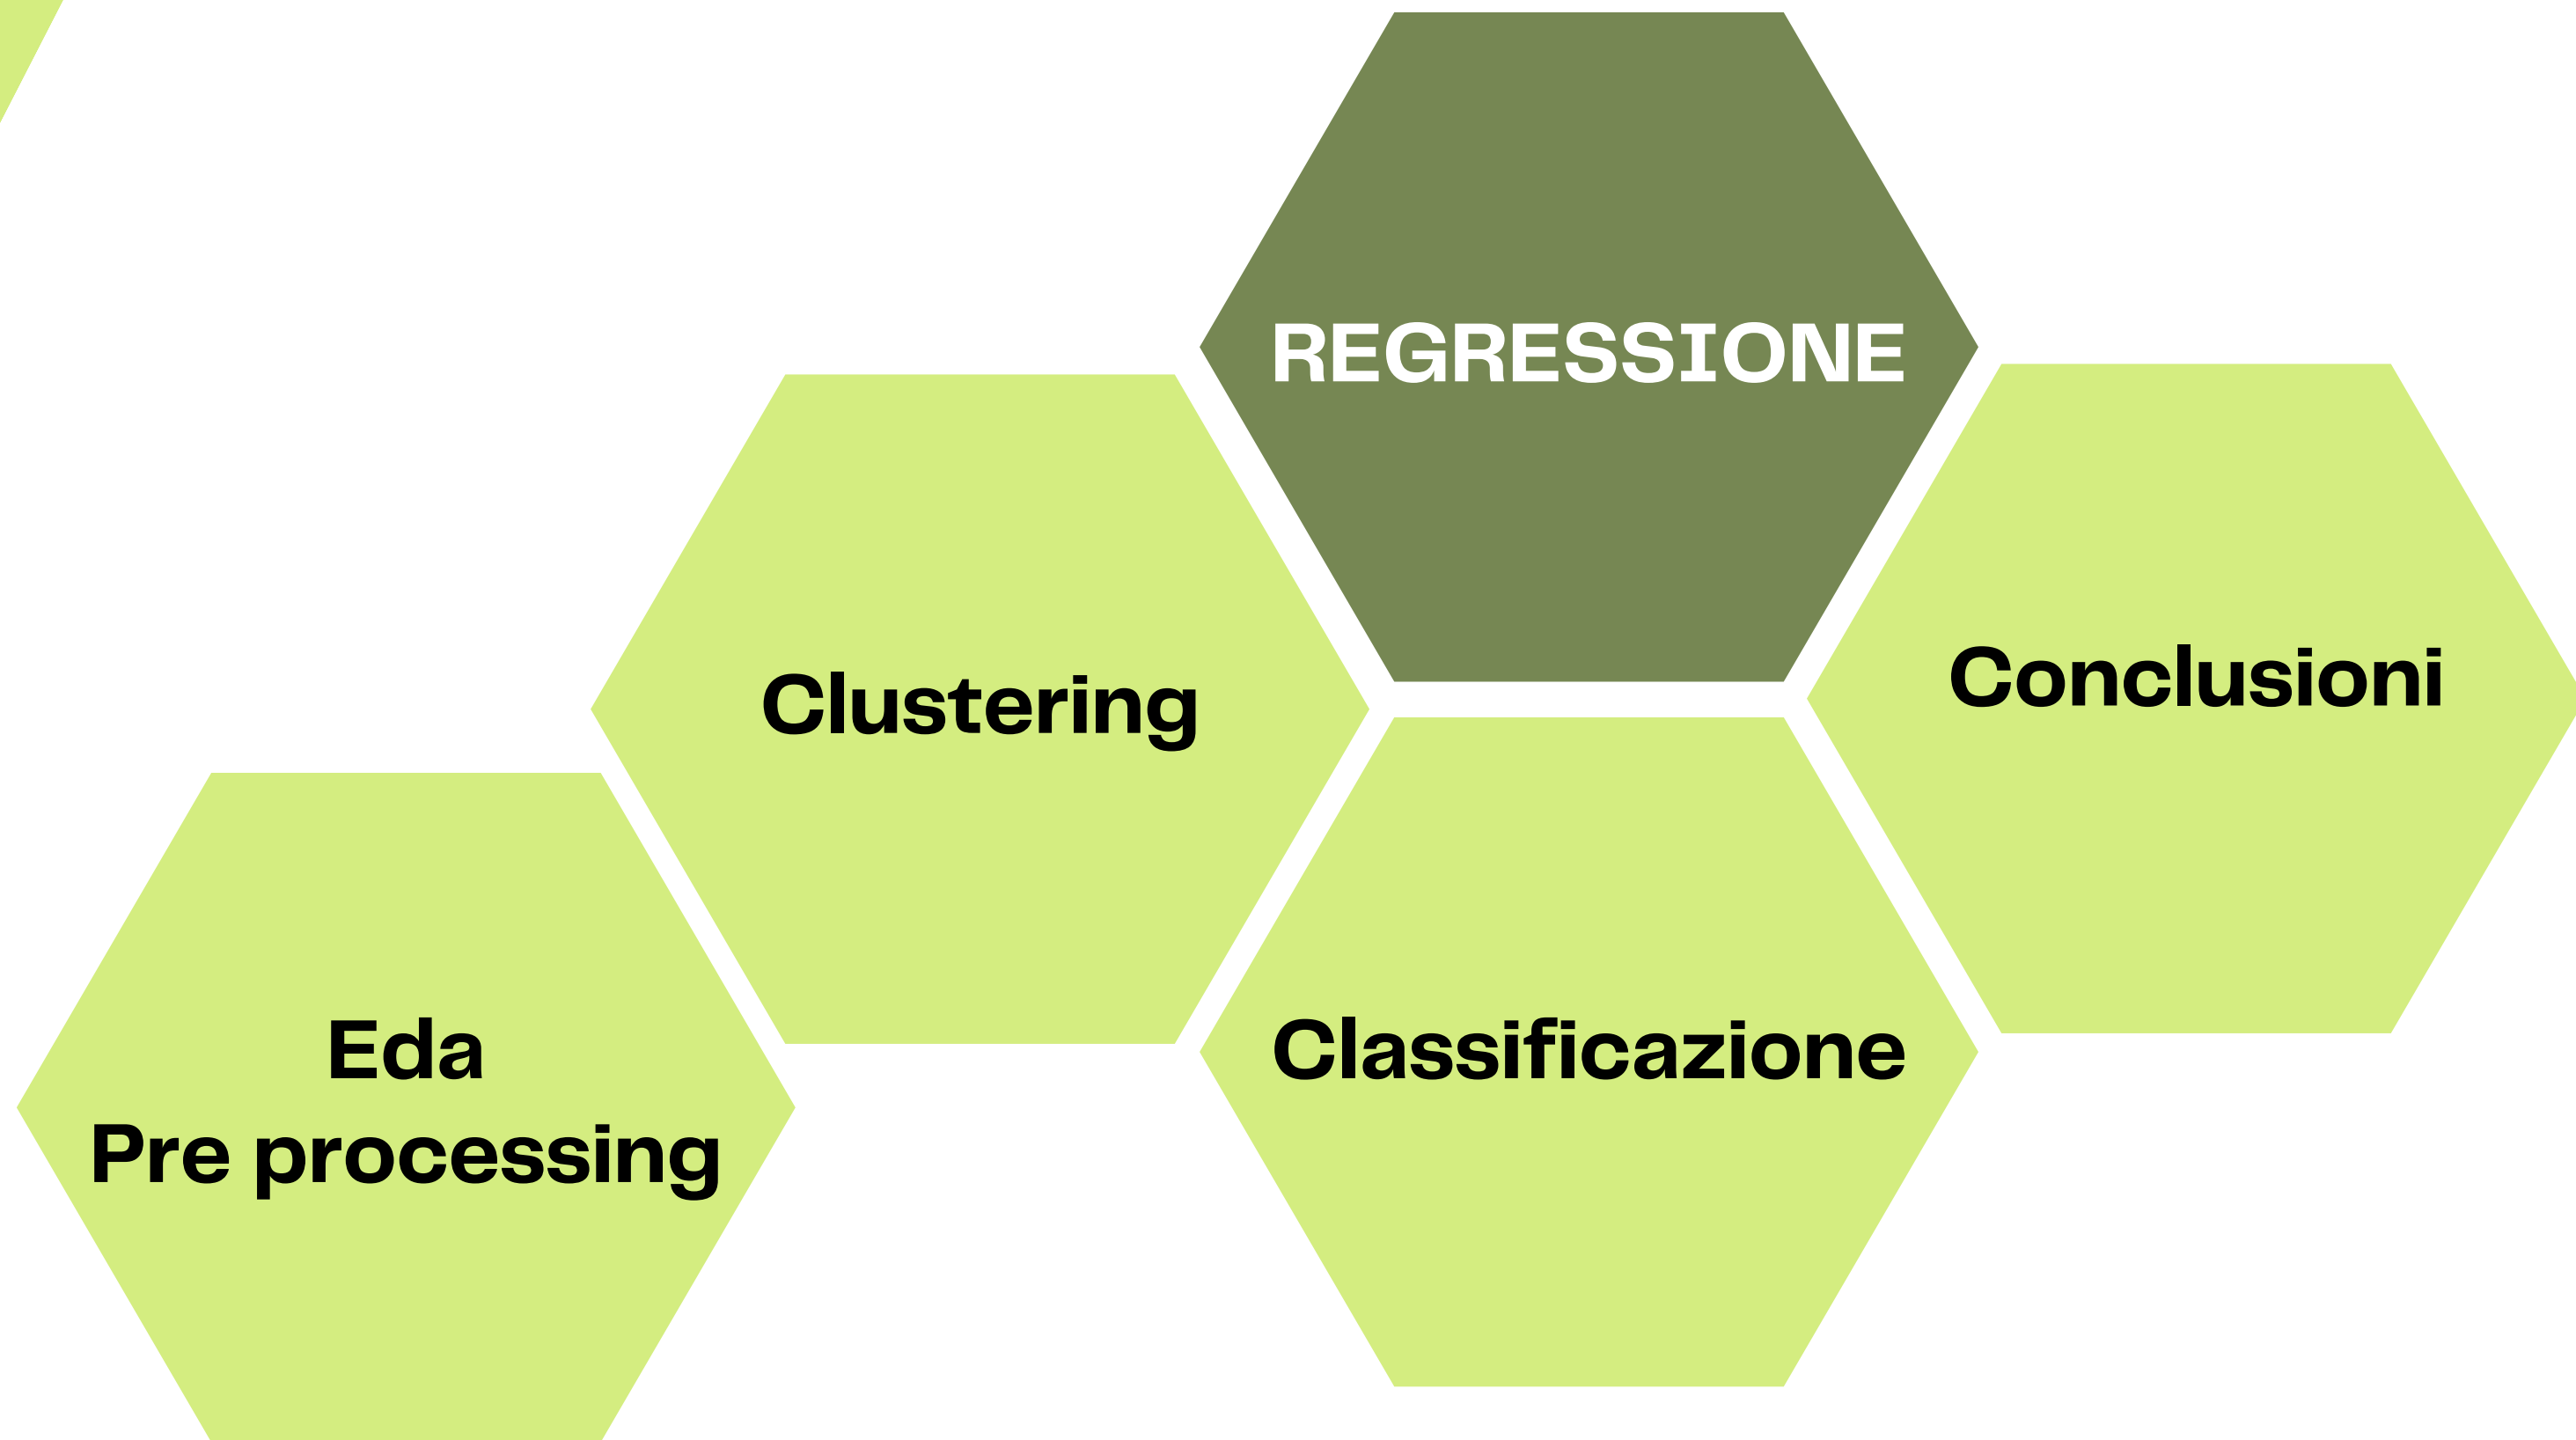 REGRESSIONE
Clustering
Conclusioni
Eda
Pre processing
Classificazione